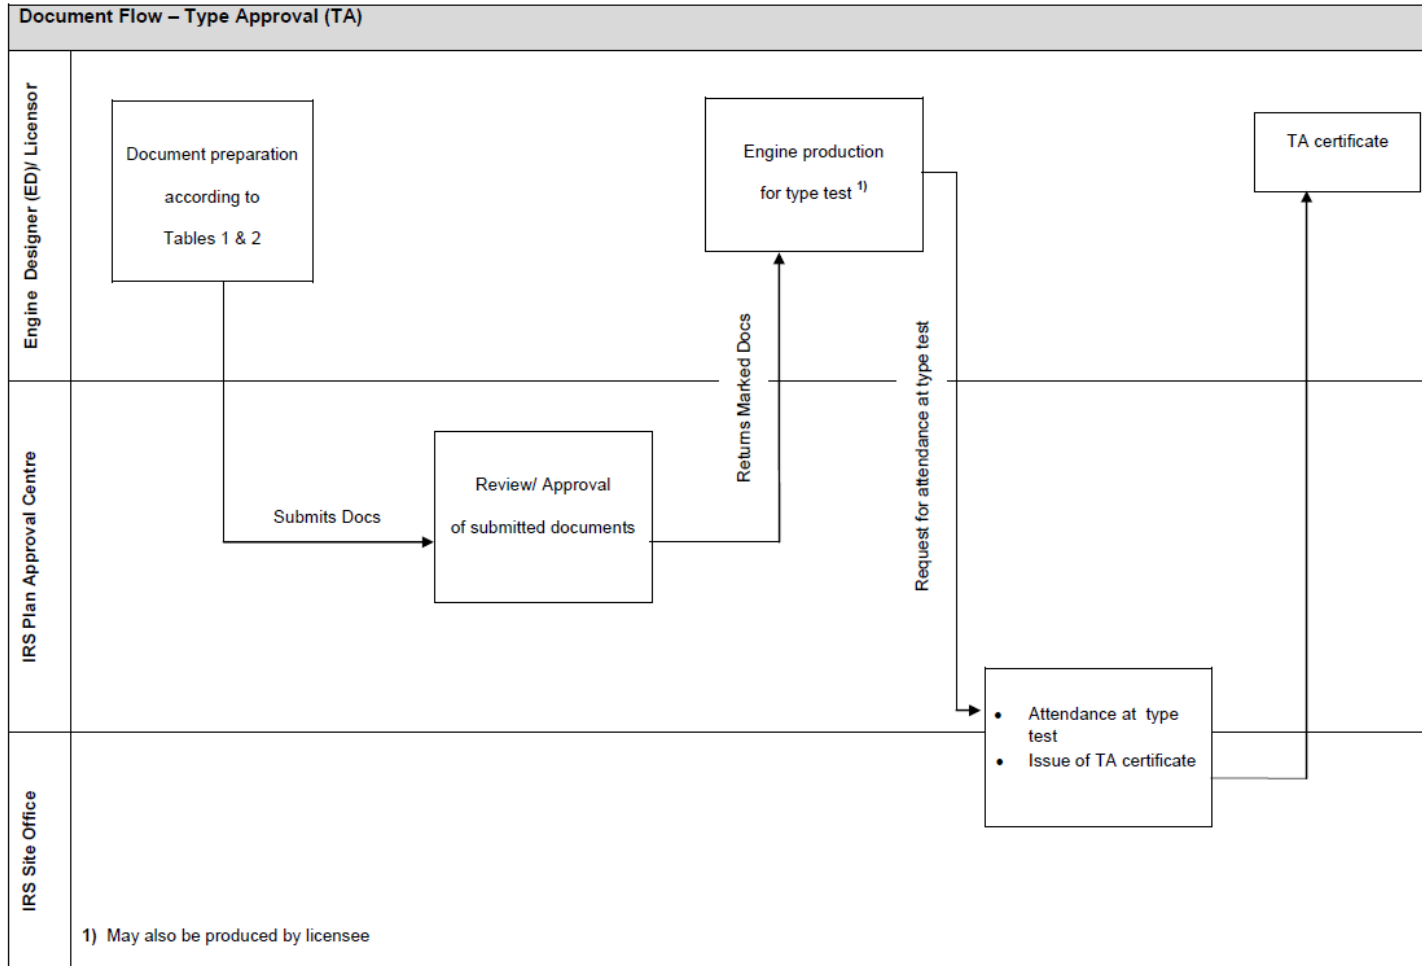 Document Flow – Type Approval (TA)
Engine Designer (ED)/ Licensor
Document preparation
according to
Tables 1 & 2
Engine production
for type test 1)
TA certificate
Returns Marked Docs
Request for attendance at type test
IRS Plan Approval Centre
Submits Docs
Review/ Approval
of submitted documents
• Attendance at type
test
• Issue of TA certificate
IRS Site Office
1) May also be produced by licensee